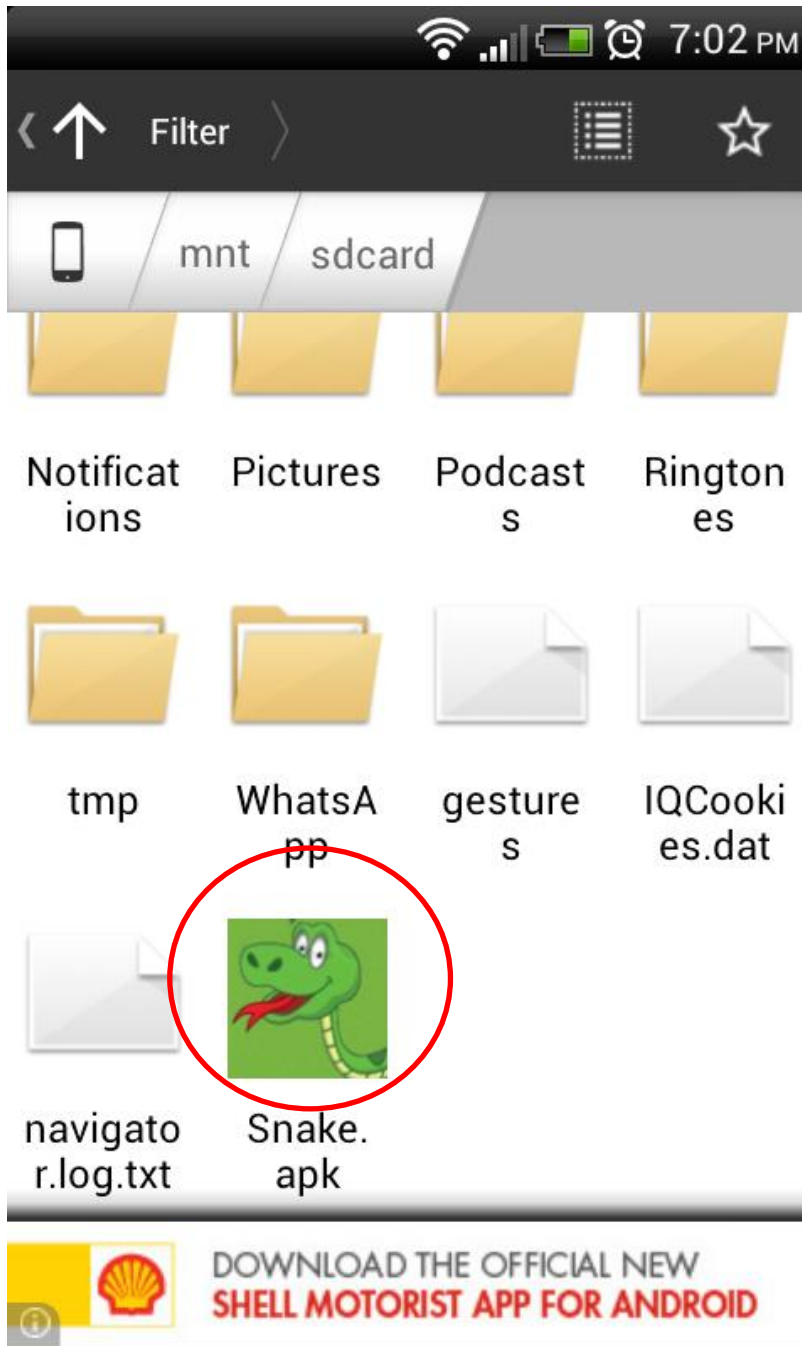 7:02 PM
Filter
mnt sdcard
Notificat Pictures Podcast Rington
ions s es
tmp WhatsA gesture IQCooki
pp s es.dat
navigato Snake.
r.log.txt apk
DOWNLOAD THE OFFICIAL NEW
SHELL MOTORIST APP FOR ANDROID